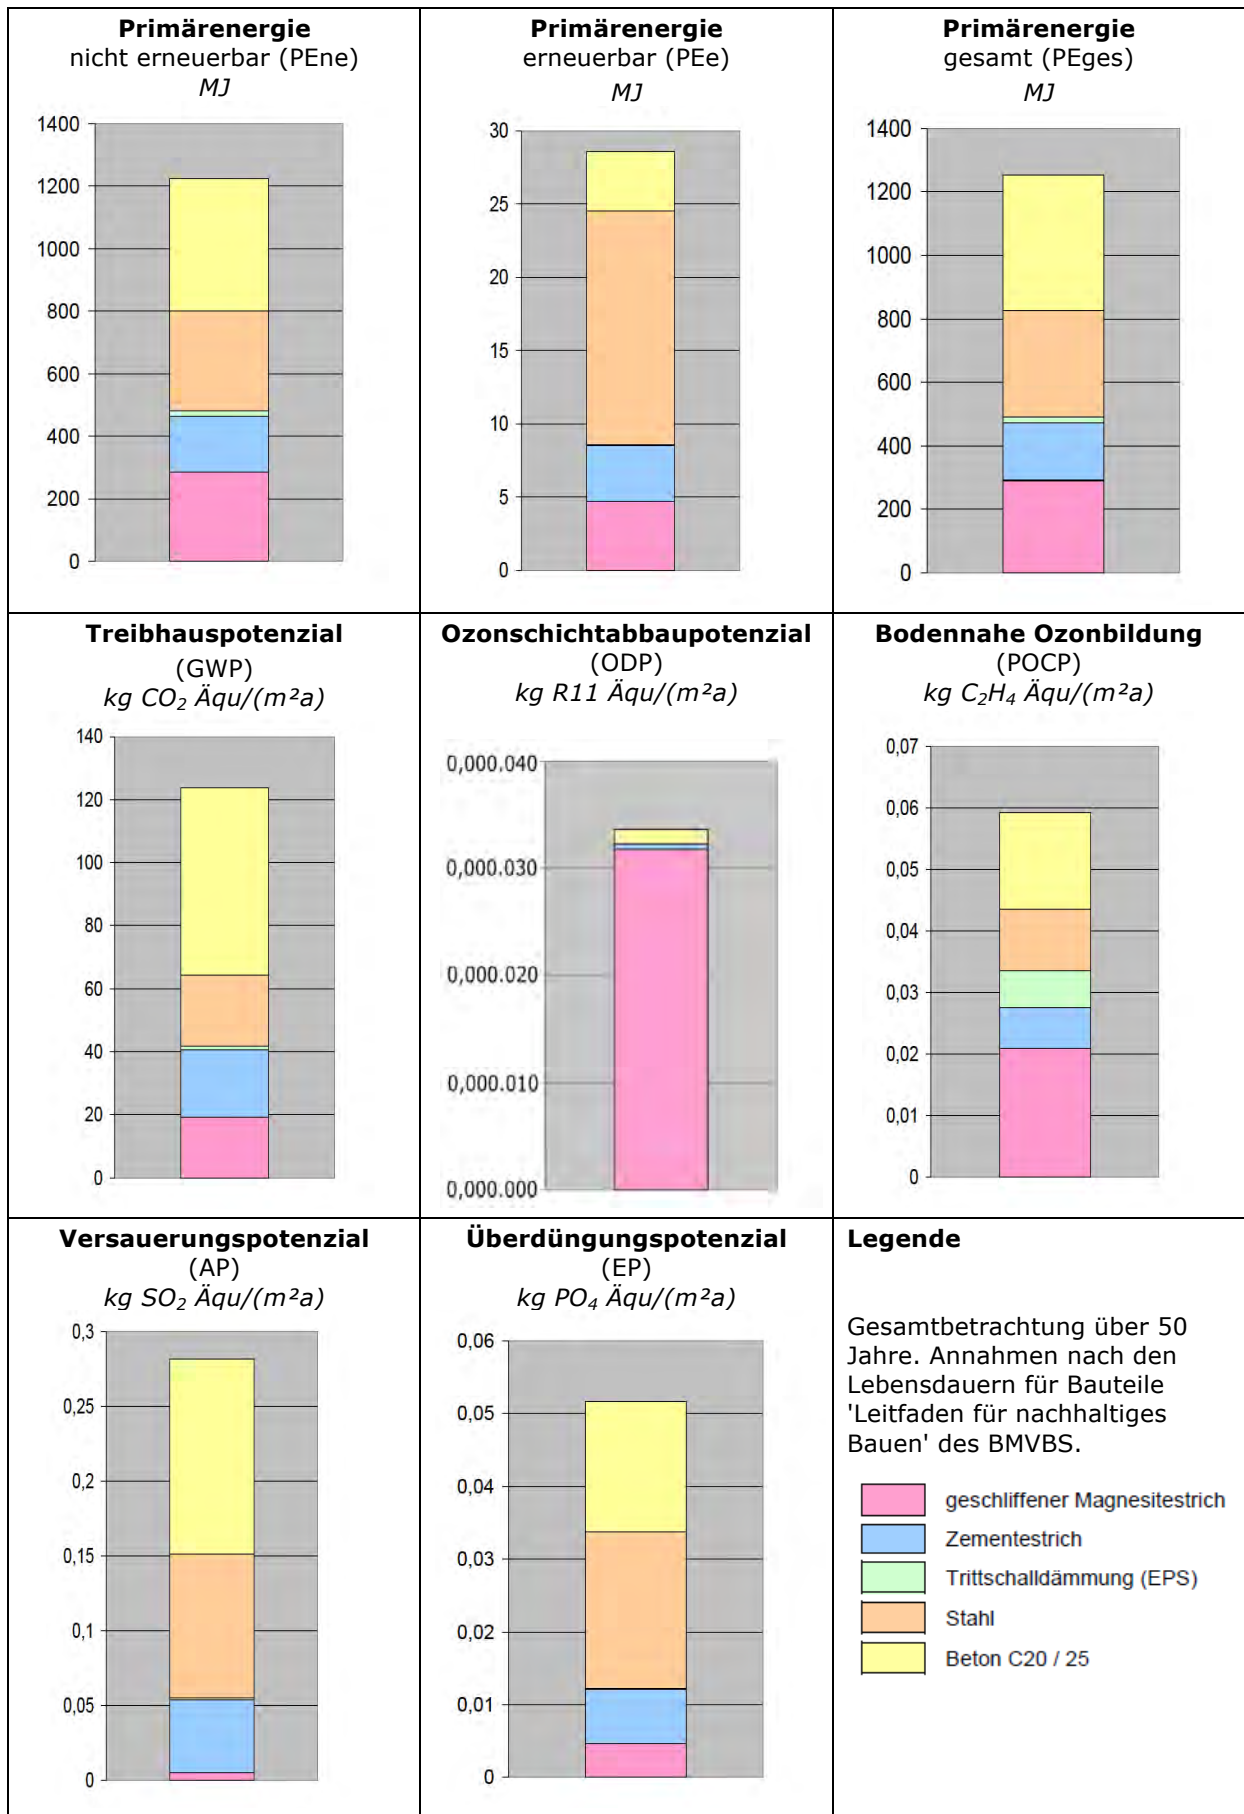 Primärenergie
nicht erneuerbar (PEne)
MJ
1400
1200
1000
800
600
400
200
0
Primärenergie
erneuerbar (PEe)
MJ
30
25
20
15
10
5
0
Primärenergie
gesamt (PEges)
MJ
1400
1200
1000
800
600
400
200
0
Treibhauspotenzial
(GWP)
kg CO₂ Äqu/(m²a)
140
120
100
80
60
40
20
0
Ozonschichtabbaupotenzial
(ODP)
kg R11 Äqu/(m²a)
0,000.040
0,000.030
0,000.020
0,000.010
0,000.000
Bodennahe Ozonbildung
(POCP)
kg C₂H₄ Äqu/(m²a)
0,07
0,06
0,05
0,04
0,03
0,02
0,01
0
Versauerungspotenzial
(AP)
kg SO₂ Äqu/(m²a)
0,3
0,25
0,2
0,15
0,1
0,05
0
Überdüngungspotenzial
(EP)
kg PO₄ Äqu/(m²a)
0,06
0,05
0,04
0,03
0,02
0,01
0
Legende
Gesamtbetrachtung über 50
Jahre. Annahmen nach den
Lebensdauern für Bauteile
'Leitfaden für nachhaltiges
Bauen' des BMVBS.
geschliffener Magnesitestrich
Zementestrich
Trittschalldämmung (EPS)
Stahl
Beton C20 / 25